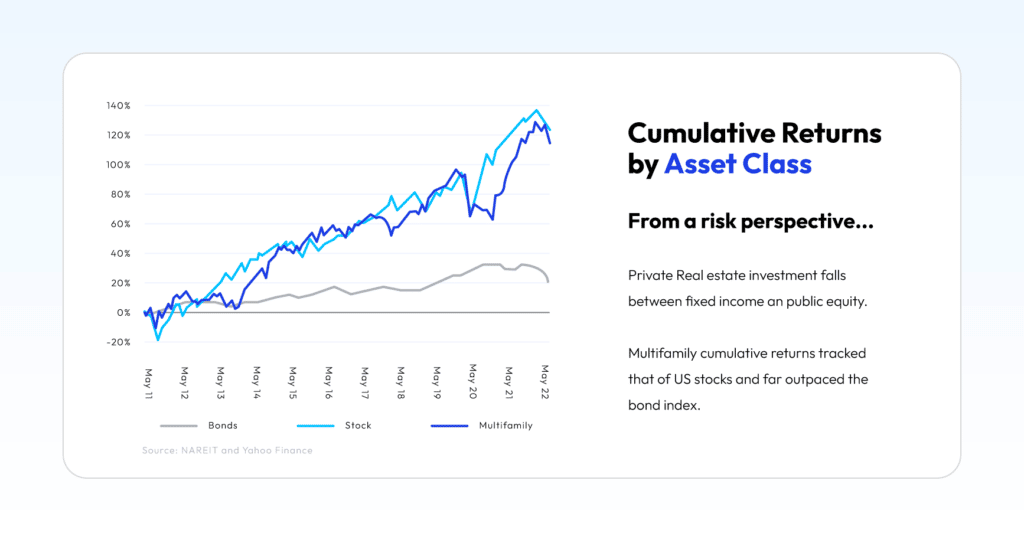 140%
120%
100%
80%
60%
40%
20%
0%
-20%
May 11
May 12
May 13
May 14
May 15
May 16
May 17
May 18
May 19
May 20
May 21
May 22
Bonds
Stock
Multifamily
Source: NAREIT and Yahoo Finance
Cumulative Returns
by Asset Class
From a risk perspective...
Private Real estate investment falls
between fixed income an public equity.
Multifamily cumulative returns tracked
that of US stocks and far outpaced the
bond index.